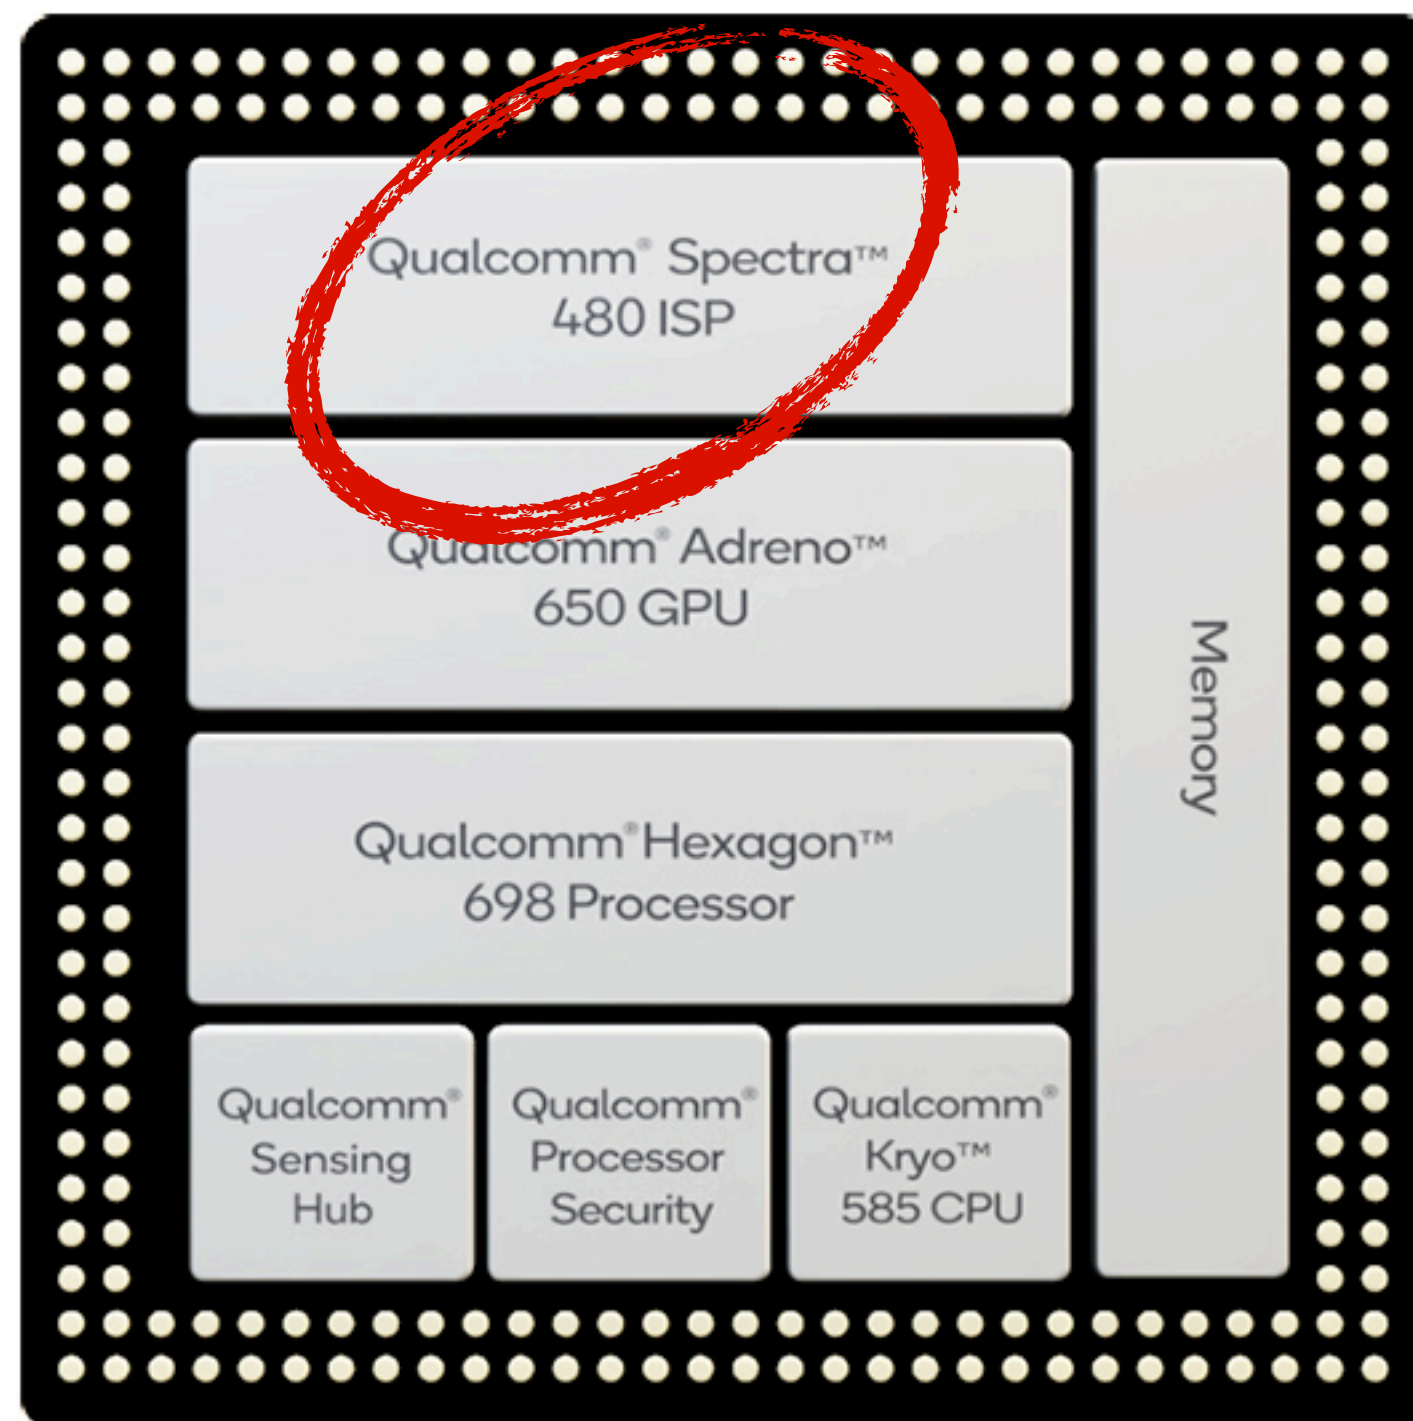 Qualcomm® Spectra™
480 ISP
Qualcomm® Adreno™
650 GPU
Qualcomm® Hexagon™
698 Processor
Qualcomm®
Sensing
Hub
Qualcomm®
Processor
Security
Qualcomm®
Kryo™
585 CPU
Memory